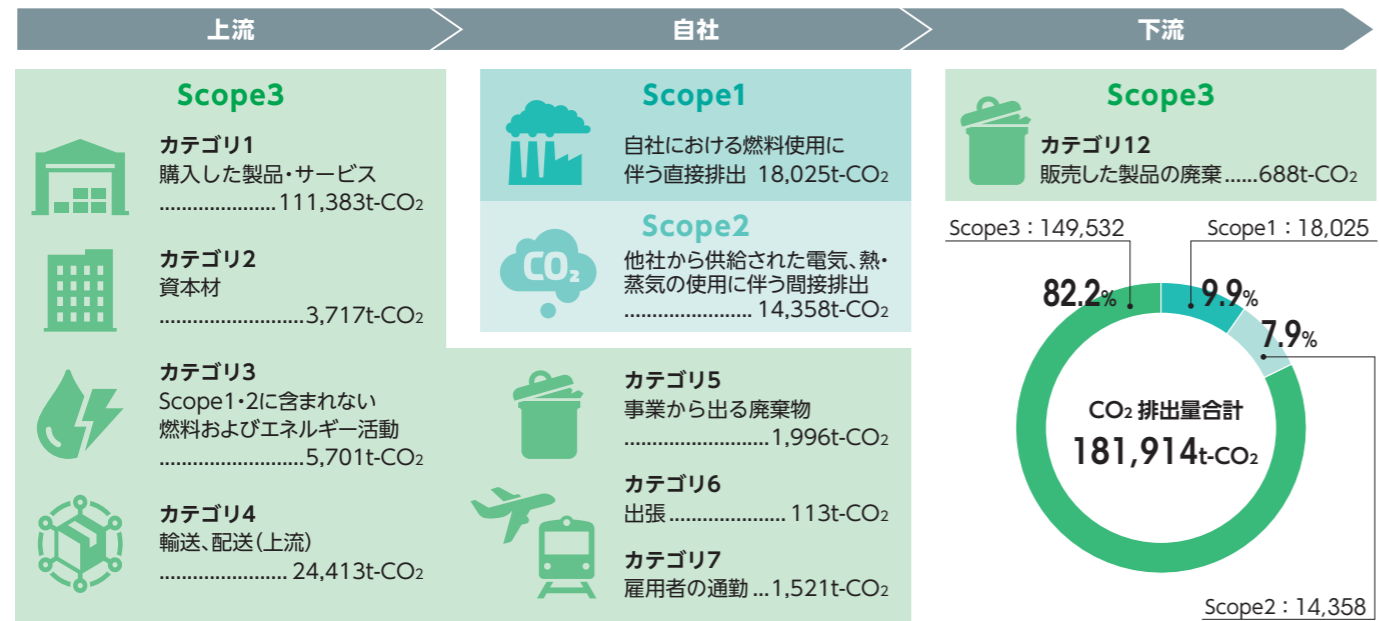 上流
自社
下流
Scope3
カテゴリ1
購入した製品・サービス
.....................111,383t-CO2
カテゴリ2
資本材
..........................3,717t-CO2
カテゴリ3
Scope1・2に含まれない
燃料およびエネルギー活動
..........................5,701t-CO2
カテゴリ4
輸送、配送(上流)
....................... 24,413t-CO2
Scope1
自社における燃料使用に
伴う直接排出 18,025t-CO2
Scope2
CO2
他社から供給された電気、熱・
蒸気の使用に伴う間接排出
....................... 14,358t-CO2
カテゴリ5
事業から出る廃棄物
..........................1,996t-CO2
カテゴリ6
出張..................... 113t-CO2
カテゴリ7
雇用者の通勤 ...1,521t-CO2
Scope3
カテゴリ12
販売した製品の廃棄......688t-CO2
Scope3：149,532
Scope1：18,025
82.2%
9.9%
7.9%
CO2 排出量合計
181,914t-CO2
Scope2：14,358